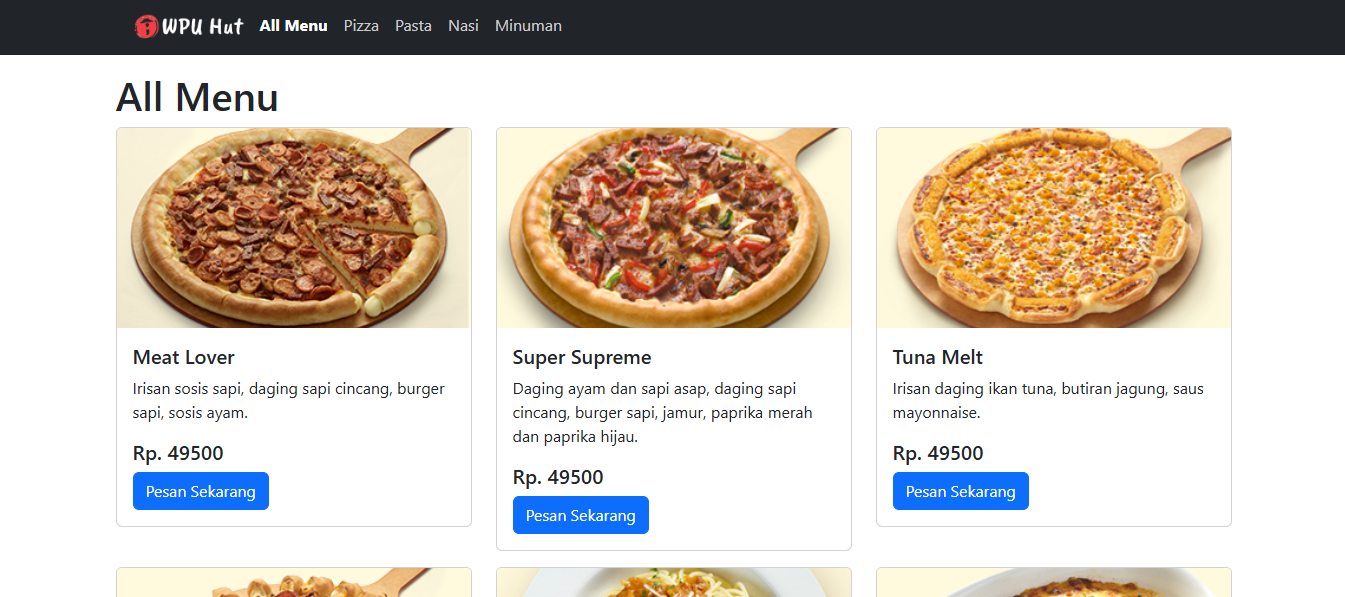 WPU Hut All Menu Pizza Pasta Nasi Minuman
All Menu
Meat Lover
Irisan sosis sapi, daging sapi cincang, burger
sapi, sosis ayam.
Rp. 49500
Pesan Sekarang
Super Supreme
Daging ayam dan sapi asap, daging sapi
cincang, burger sapi, jamur, paprika merah
dan paprika hijau.
Rp. 49500
Pesan Sekarang
Tuna Melt
Irisan daging ikan tuna, butiran jagung, saus
mayonnaise.
Rp. 49500
Pesan Sekarang